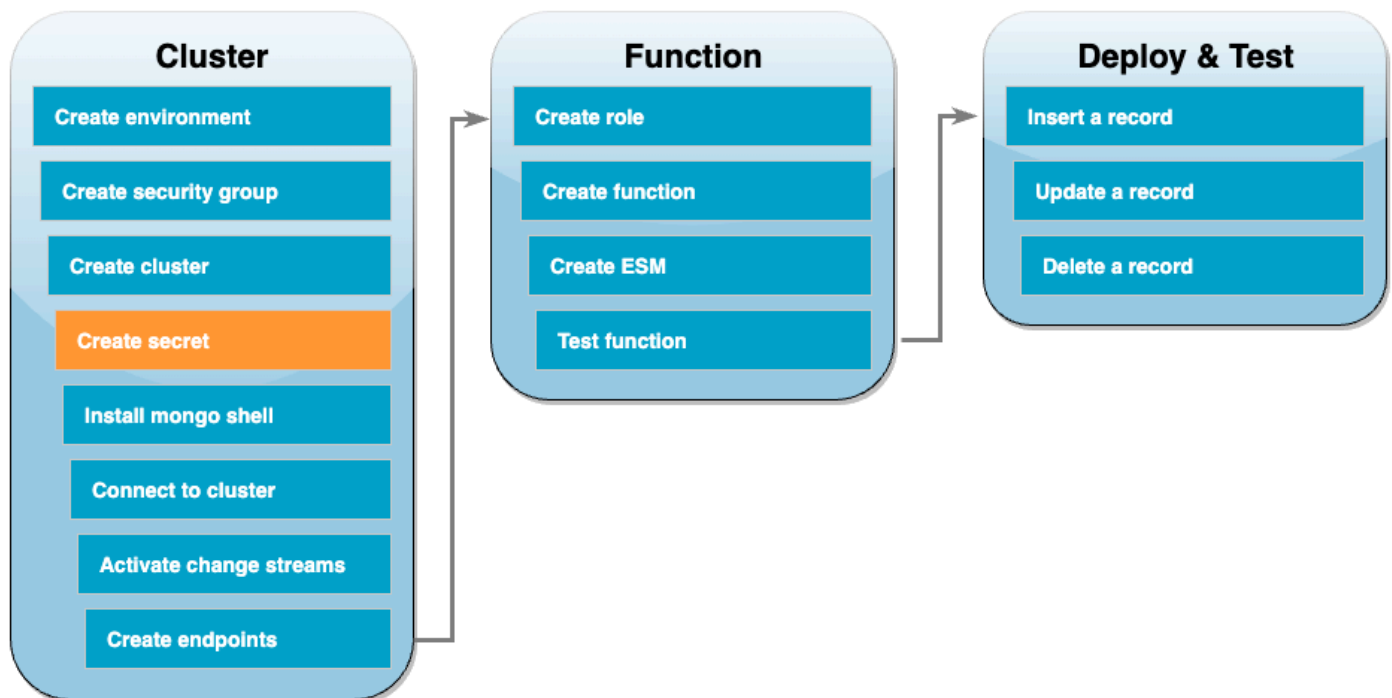 Cluster
Create environment
Create security group
Create cluster
Create secret
Install mongo shell
Connect to cluster
Activate change streams
Create endpoints
Function
Create role
Create function
Create ESM
Test function
Deploy & Test
Insert a record
Update a record
Delete a record